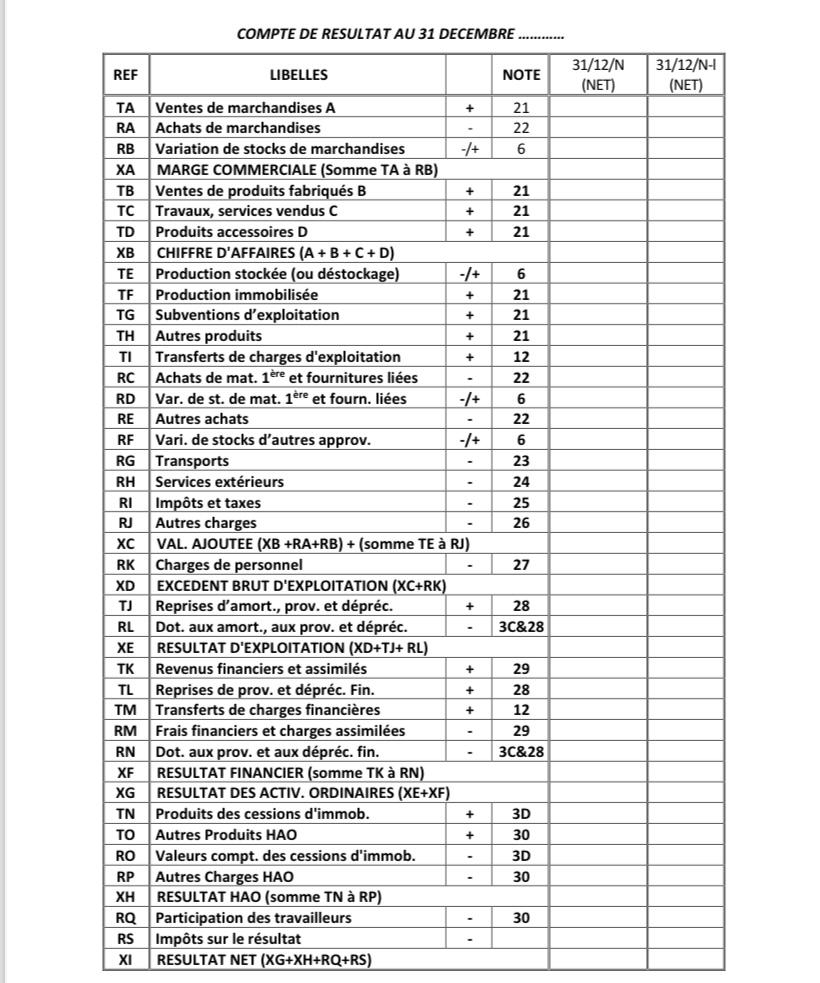 COMPTE DE RESULTAT AU 31 DECEMBRE ............
REF LIBELLES NOTE 31/12/N (NET) 31/12/N-I (NET)
TA Ventes de marchandises A + 21
RA Achats de marchandises - 22
RB Variation de stocks de marchandises -/+ 6
XA MARGE COMMERCIALE (Somme TA à RB)
TB Ventes de produits fabriqués B + 21
TC Travaux, services vendus C + 21
TD Produits accessoires D + 21
XB CHIFFRE D'AFFAIRES (A + B + C + D)
TE Production stockée (ou déstockage) -/+ 6
TF Production immobilisée + 21
TG Subventions d’exploitation + 21
TH Autres produits + 21
TI Transferts de charges d'exploitation + 12
RC Achats de mat. 1ère et fournitures liées - 22
RD Var. de st. de mat. 1ère et fourn. liées -/+ 6
RE Autres achats - 22
RF Vari. de stocks d’autres approv. -/+ 6
RG Transports - 23
RH Services extérieurs - 24
RI Impôts et taxes - 25
RJ Autres charges - 26
XC VAL. AJOUTEE (XB +RA+RB) + (somme TE à RJ)
RK Charges de personnel - 27
XD EXCEDENT BRUT D'EXPLOITATION (XC+RK)
TJ Reprises d’amort., prov. et dépréc. + 28
RL Dot. aux amort., aux prov. et dépréc. - 3C&28
XE RESULTAT D'EXPLOITATION (XD+TJ+ RL)
TK Revenus financiers et assimilés + 29
TL Reprises de prov. et dépréc. Fin. + 28
TM Transferts de charges financières + 12
RM Frais financiers et charges assimilées - 29
RN Dot. aux prov. et aux dépréc. fin. - 3C&28
XF RESULTAT FINANCIER (somme TK à RN)
XG RESULTAT DES ACTIV. ORDINAIRES (XE+XF)
TN Produits des cessions d'immob. + 3D
TO Autres Produits HAO + 30
RO Valeurs compt. des cessions d'immob. - 3D
RP Autres Charges HAO - 30
XH RESULTAT HAO (somme TN à RP)
RQ Participation des travailleurs - 30
RS Impôts sur le résultat -
XI RESULTAT NET (XG+XH+RQ+RS)